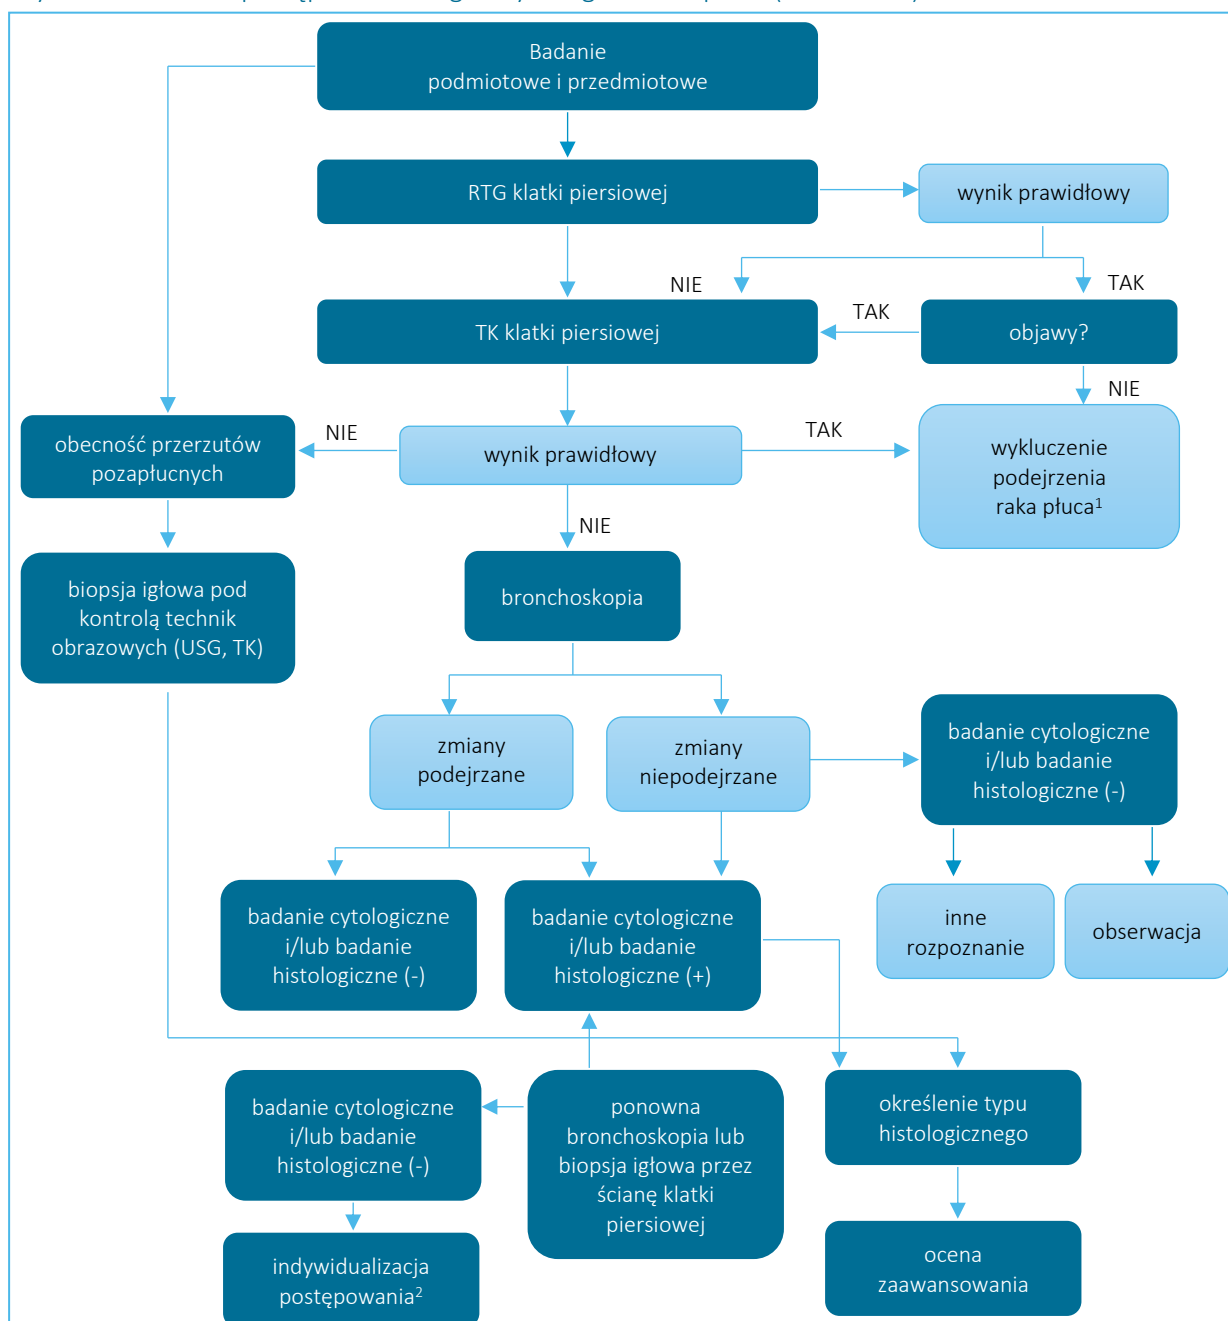 Badanie
podmiotowe i przedmiotowe
RTG klatki piersiowej
wynik prawidłowy
NIE
TAK
TK klatki piersiowej
TAK
objawy?
NIE
obecność przerzutów
pozapłucnych
NIE
wynik prawidłowy
TAK
wykluczenie
podejrzenia
raka płuca¹
NIE
biopsja igłowa pod
kontrolą technik
obrazowych (USG, TK)
bronchoskopia
zmiany
podejrzane
zmiany
niepodejrzane
badanie cytologiczne
i/lub badanie
histologiczne (-)
badanie cytologiczne
i/lub badanie
histologiczne (-)
badanie cytologiczne
i/lub badanie
histologiczne (+)
inne
rozpoznanie
obserwacja
badanie cytologiczne
i/lub badanie
histologiczne (-)
ponowna
bronchoskopia lub
biopsja igłowa przez
ścianę klatki
piersiowej
określenie typu
histologicznego
indywidualizacja
postępowania²
ocena
zaawansowania